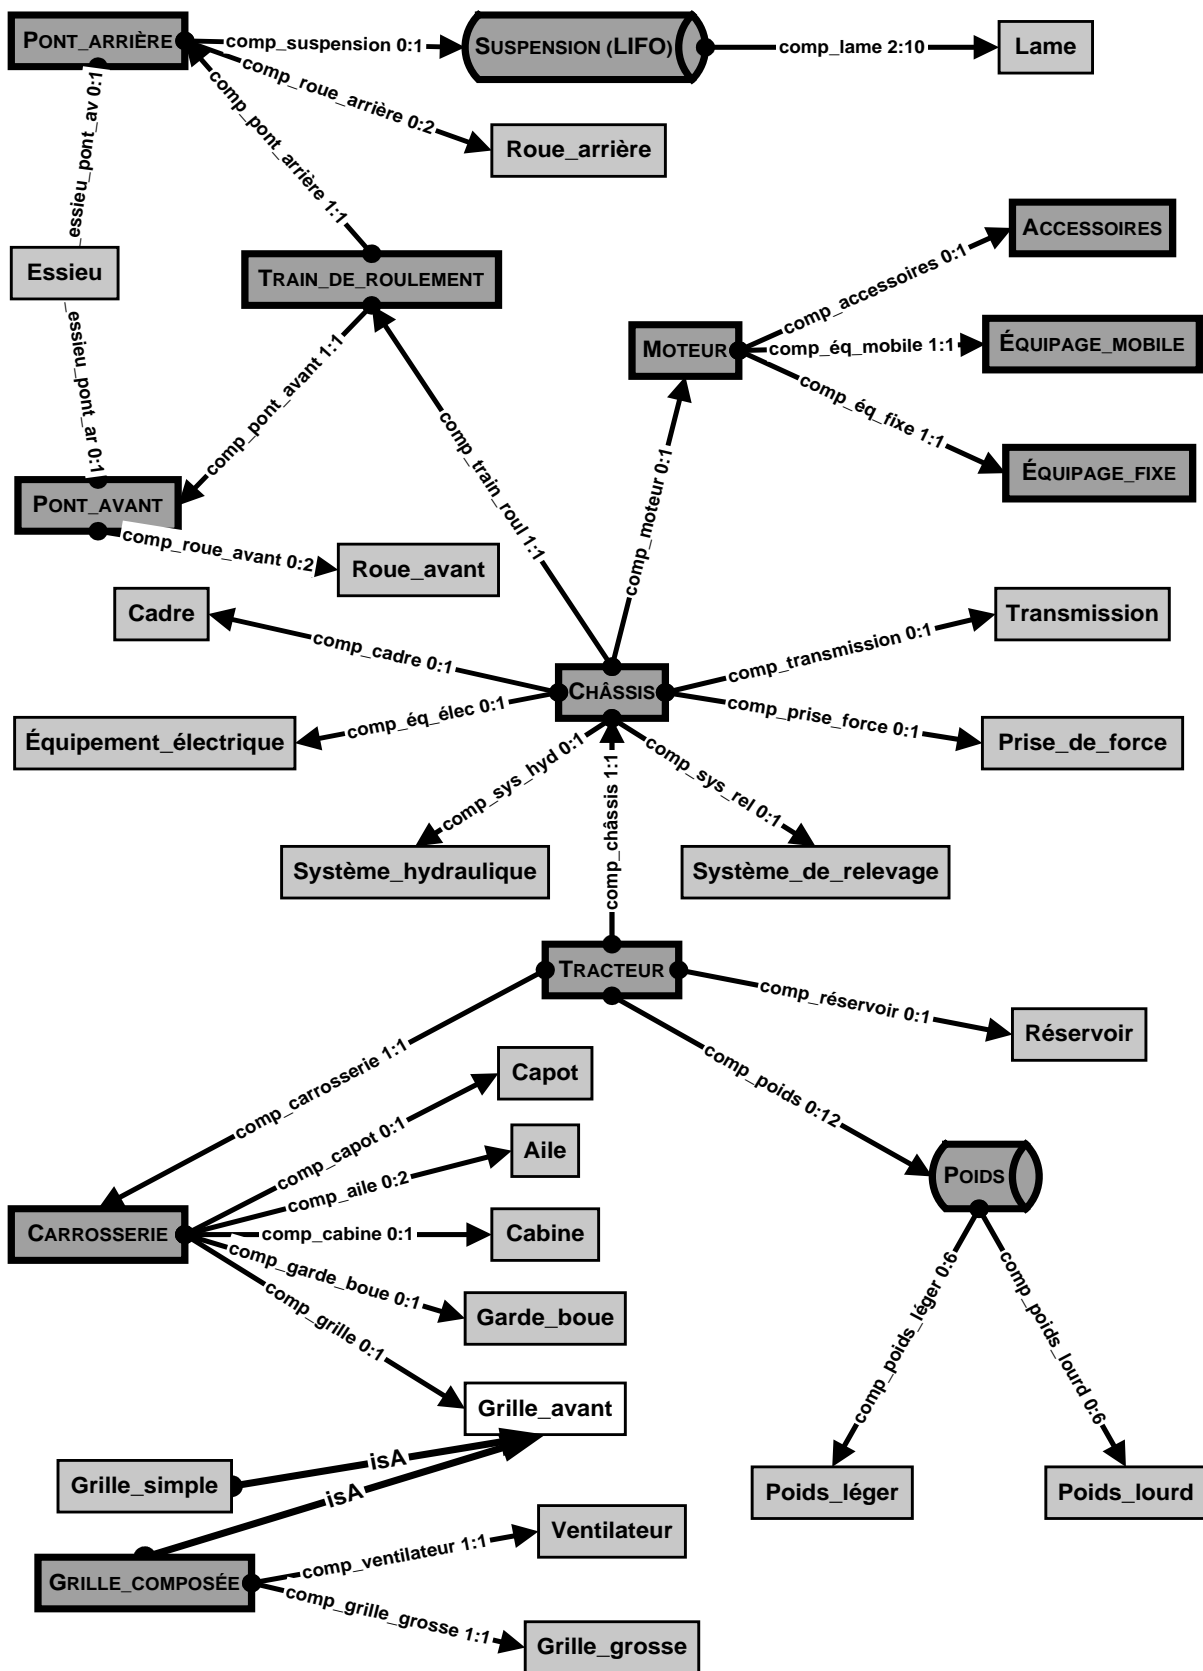 PONT_ARRIÈRE
comp_suspension 0:1
SUSPENSION (LIFO)
comp_lame 2:10
Lame
comp_roue_arrière 0:2
Roue_arrière
_essieu_pont_av 0:1
comp_pont_arrière 1:1
ACCESSOIRES
Essieu
TRAIN_DE_ROULEMENT
comp_accessoires 0:1
MOTEUR
comp_éq_mobile 1:1
ÉQUIPAGE_MOBILE
_essieu_pont_ar 0:1
comp_pont_avant 1:1
comp_éq_fixe 1:1
ÉQUIPAGE_FIXE
comp_train_roul 1:1
comp_moteur 0:1
PONT_AVANT
comp_roue_avant 0:2
Roue_avant
Cadre
comp_cadre 0:1
Transmission
comp_transmission 0:1
CHÂSSIS
Équipement_électrique
comp_éq_élec 0:1
comp_prise_force 0:1
Prise_de_force
comp_sys_hyd 0:1
comp_châssis 1:1
comp_sys_rel 0:1
Système_hydraulique
Système_de_relevage
TRACTEUR
comp_réservoir 0:1
Réservoir
comp_carrosserie 1:1
comp_poids 0:12
Capot
comp_capot 0:1
Aile
comp_aile 0:2
POIDS
CARROSSERIE
comp_cabine 0:1
Cabine
comp_garde_boue 0:1
Garde_boue
comp_grille 0:1
comp_poids_léger 0:6
comp_poids_lourd 0:6
Grille_avant
isA
Grille_simple
isA
Poids_léger
Poids_lourd
Ventilateur
comp_ventilateur 1:1
GRILLE_COMPOSÉE
comp_grille_grosse 1:1
Grille_grosse